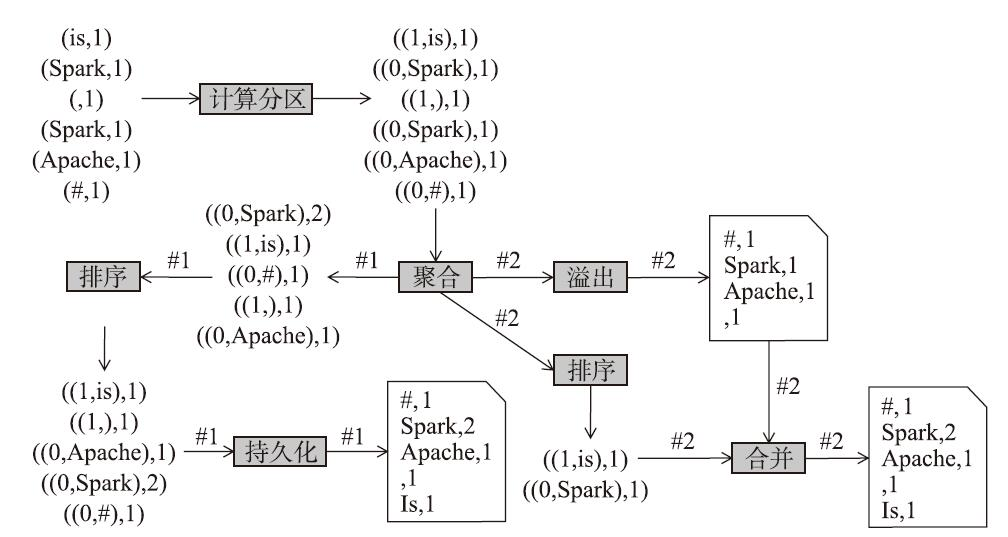 (is,1)
(Spark,1)
(,1)
(Spark,1)
(Apache,1)
(#,1)
计算分区
((1,is),1)
((0,Spark),1)
((1,),1)
((0,Spark),1)
((0,Apache),1)
((0,#),1)
聚合
#1
((0,Spark),2)
((1,is),1)
((0,#),1)
((1,),1)
((0,Apache),1)
#1
排序
((1,is),1)
((1,),1)
((0,Apache),1)
((0,Spark),2)
((0,#),1)
#1
持久化
#1
#,1
Spark,2
Apache,1
,1
Is,1
#2
溢出
#2
#,1
Spark,1
Apache,1
,1
#2
排序
((1,is),1)
((0,Spark),1)
#2
#2
合并
#2
#,1
Spark,2
Apache,1
,1
Is,1